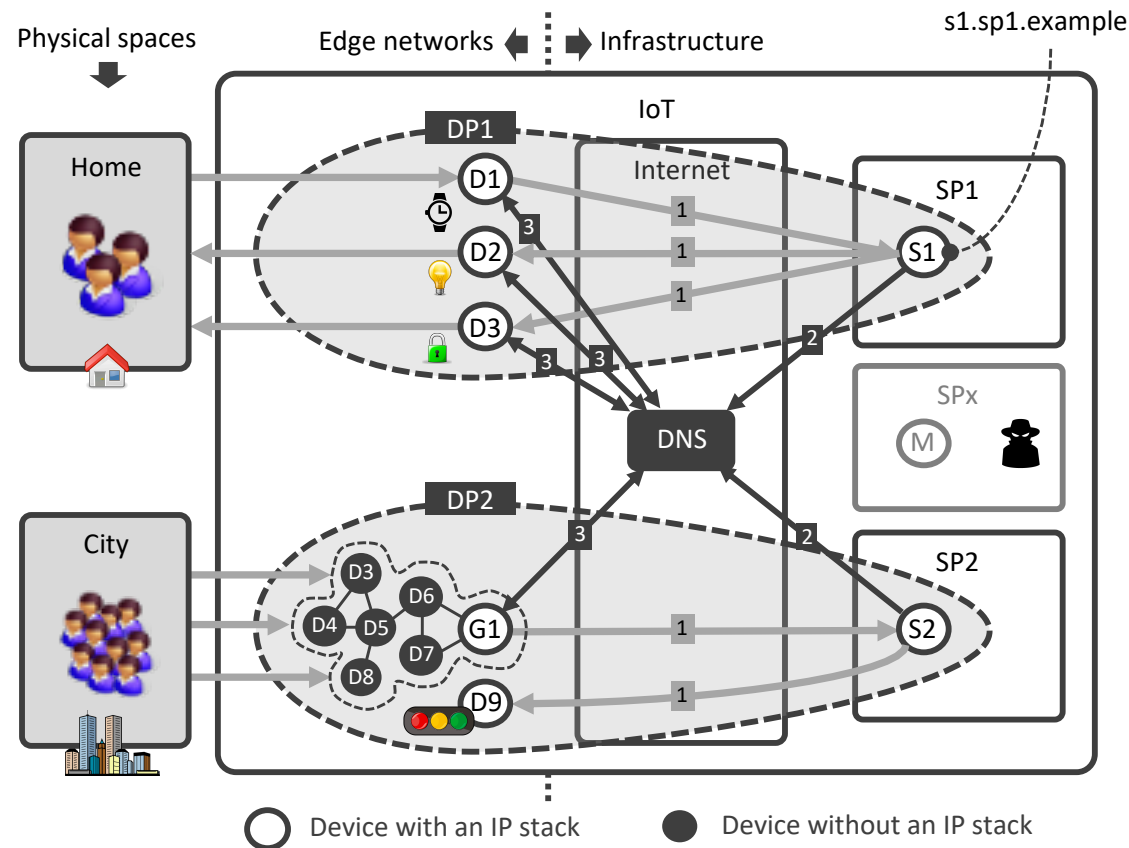 s1.sp1.example
Physical spaces
Edge networks
Infrastructure
IoT
DP1
Home
D1
Internet
SP1
1
3
D2
1
S1
1
D3
2
3
3
SPx
DNS
M
DP2
City
3
2
SP2
D3
D6
D4
D5
G1
1
S2
D7
D8
1
D9
Device with an IP stack
Device without an IP stack